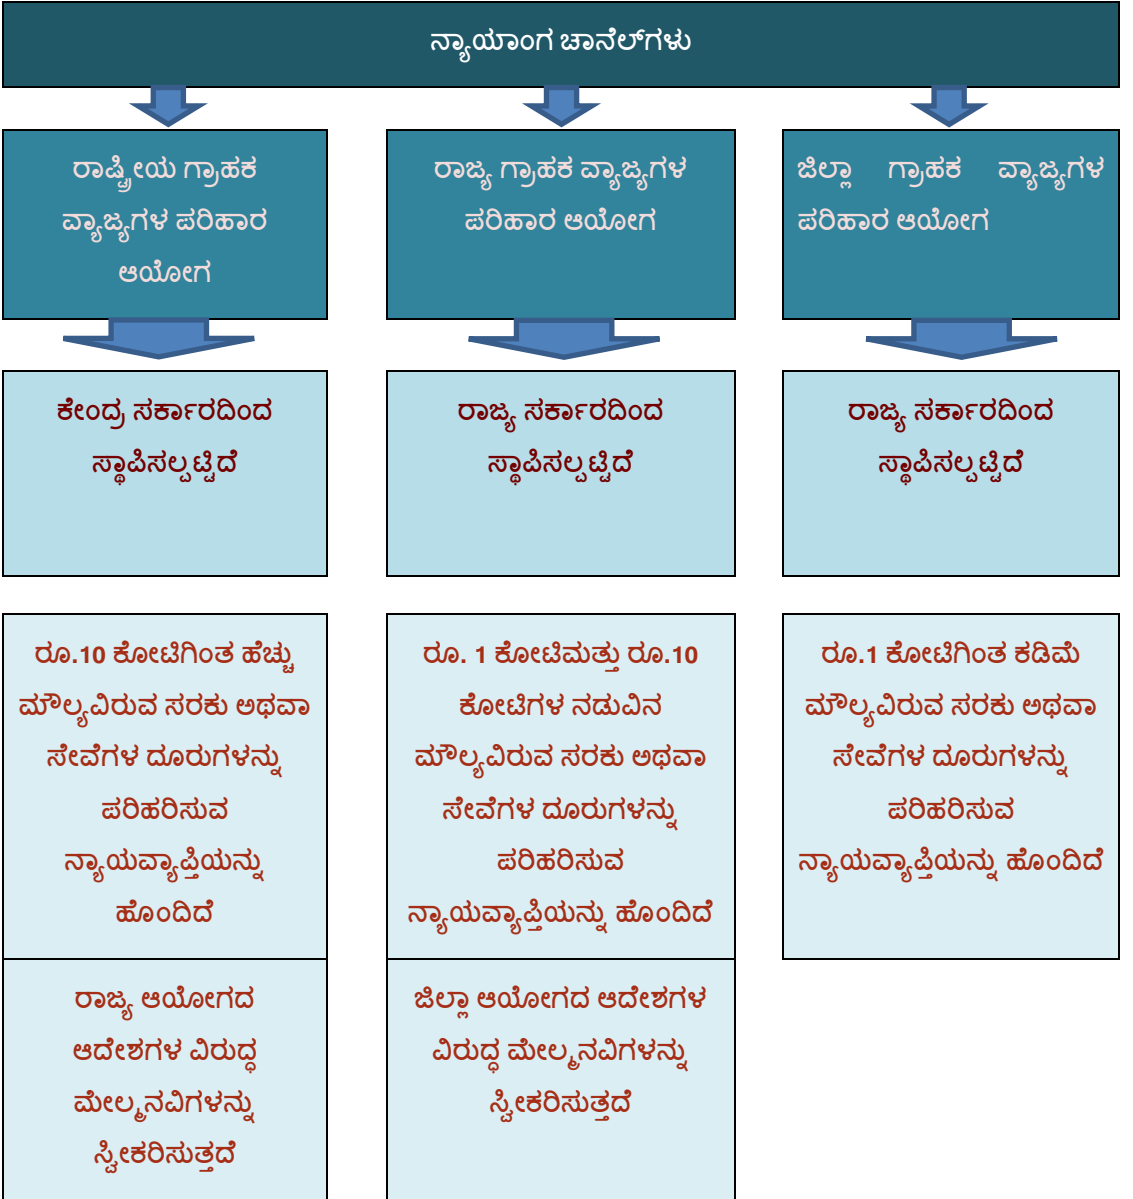 ನ್ಯಾಯಾಂಗ ಚಾನೆಲ್‌ಗಳು
ರಾಷ್ಟ್ರೀಯ ಗ್ರಾಹಕ
ವ್ಯಾಜ್ಯಗಳ ಪರಿಹಾರ
ಆಯೋಗ
ರಾಜ್ಯ ಗ್ರಾಹಕ ವ್ಯಾಜ್ಯಗಳ
ಪರಿಹಾರ ಆಯೋಗ
ಜಿಲ್ಲಾ ಗ್ರಾಹಕ ವ್ಯಾಜ್ಯಗಳ
ಪರಿಹಾರ ಆಯೋಗ
ಕೇಂದ್ರ ಸರ್ಕಾರದಿಂದ
ಸ್ಥಾಪಿಸಲ್ಪಟ್ಟಿದೆ
ರಾಜ್ಯ ಸರ್ಕಾರದಿಂದ
ಸ್ಥಾಪಿಸಲ್ಪಟ್ಟಿದೆ
ರಾಜ್ಯ ಸರ್ಕಾರದಿಂದ
ಸ್ಥಾಪಿಸಲ್ಪಟ್ಟಿದೆ
ರೂ.10 ಕೋಟಿಗಿಂತ ಹೆಚ್ಚು
ಮೌಲ್ಯವಿರುವ ಸರಕು ಅಥವಾ
ಸೇವೆಗಳ ದೂರುಗಳನ್ನು
ಪರಿಹರಿಸುವ
ನ್ಯಾಯವ್ಯಾಪ್ತಿಯನ್ನು
ಹೊಂದಿದೆ
ರೂ. 1 ಕೋಟಿಮತ್ತು ರೂ.10
ಕೋಟಿಗಳ ನಡುವಿನ
ಮೌಲ್ಯವಿರುವ ಸರಕು ಅಥವಾ
ಸೇವೆಗಳ ದೂರುಗಳನ್ನು
ಪರಿಹರಿಸುವ
ನ್ಯಾಯವ್ಯಾಪ್ತಿಯನ್ನು ಹೊಂದಿದೆ
ರೂ.1 ಕೋಟಿಗಿಂತ ಕಡಿಮೆ
ಮೌಲ್ಯವಿರುವ ಸರಕು ಅಥವಾ
ಸೇವೆಗಳ ದೂರುಗಳನ್ನು
ಪರಿಹರಿಸುವ
ನ್ಯಾಯವ್ಯಾಪ್ತಿಯನ್ನು ಹೊಂದಿದೆ
ರಾಜ್ಯ ಆಯೋಗದ
ಆದೇಶಗಳ ವಿರುದ್ಧ
ಮೇಲ್ಮನವಿಗಳನ್ನು
ಸ್ವೀಕರಿಸುತ್ತದೆ
ಜಿಲ್ಲಾ ಆಯೋಗದ ಆದೇಶಗಳ
ವಿರುದ್ಧ ಮೇಲ್ಮನವಿಗಳನ್ನು
ಸ್ವೀಕರಿಸುತ್ತದೆ